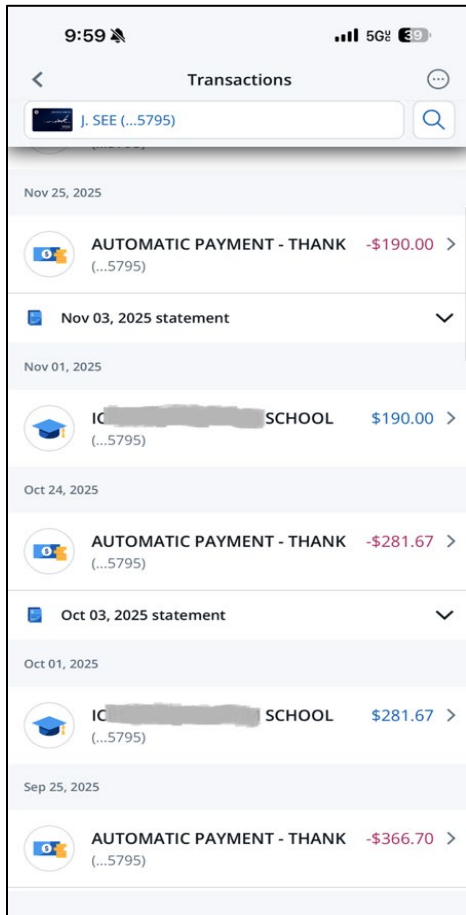 9:59
5G 39
Transactions
J. SEE (...5795)
Nov 25, 2025
AUTOMATIC PAYMENT - THANK -$190.00
(...5795)
Nov 03, 2025 statement
Nov 01, 2025
SCHOOL $190.00
(...5795)
Oct 24, 2025
AUTOMATIC PAYMENT - THANK -$281.67
(...5795)
Oct 03, 2025 statement
Oct 01, 2025
SCHOOL $281.67
(...5795)
Sep 25, 2025
AUTOMATIC PAYMENT - THANK -$366.70
(...5795)